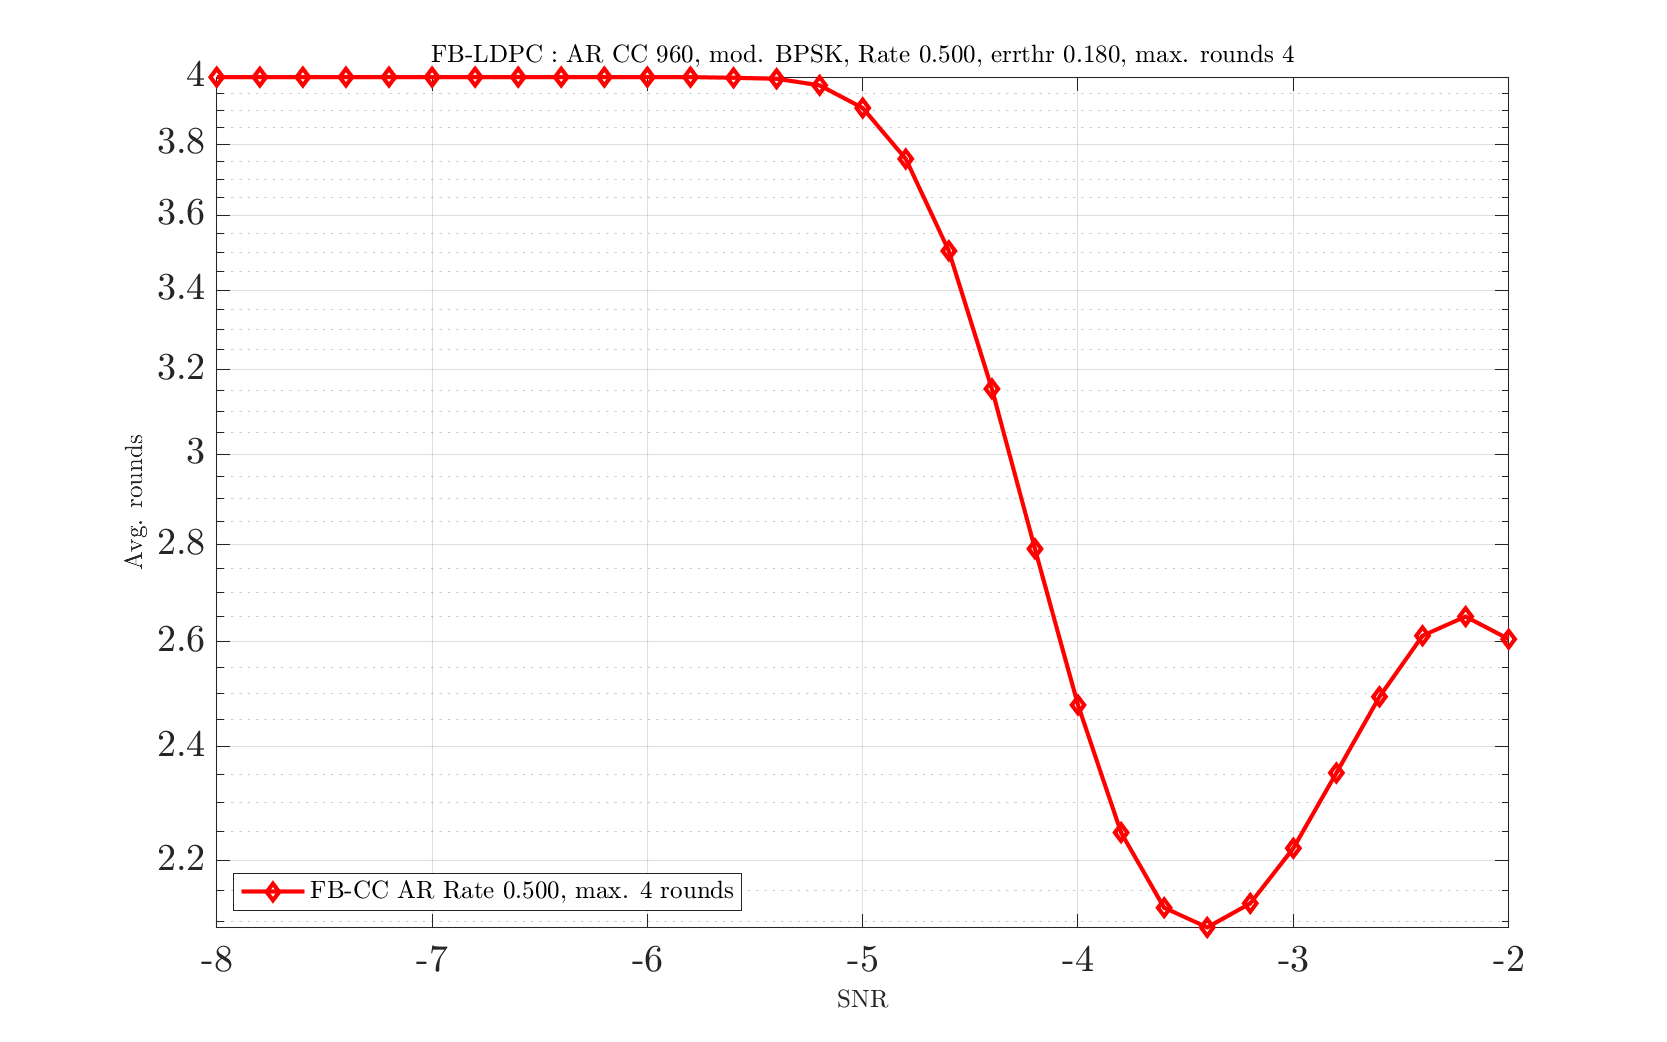 FB-LDPC : AR CC 960, mod. BPSK, Rate 0.500, errthr 0.180, max. rounds 4
4
3.8
3.6
3.4
3.2
3
2.8
2.6
2.4
2.2
Avg. rounds
FB-CC AR Rate 0.500, max. 4 rounds
-8 -7 -6 -5 -4 -3 -2
SNR